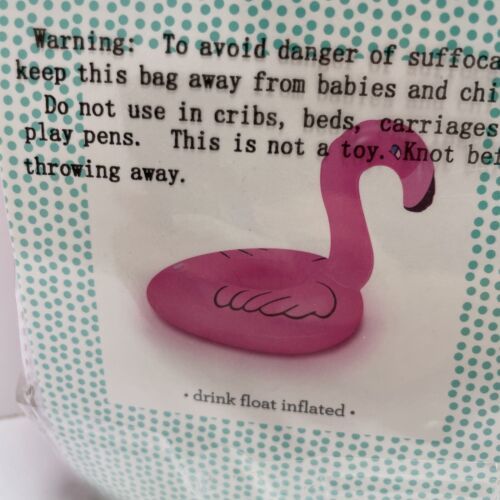 Warning: To avoid danger of suffoca
keep this bag away from babies and chi
Do not use in cribs, beds, carriages
play pens. This is not a toy. Knot bef
throwing away.
• drink float inflated •